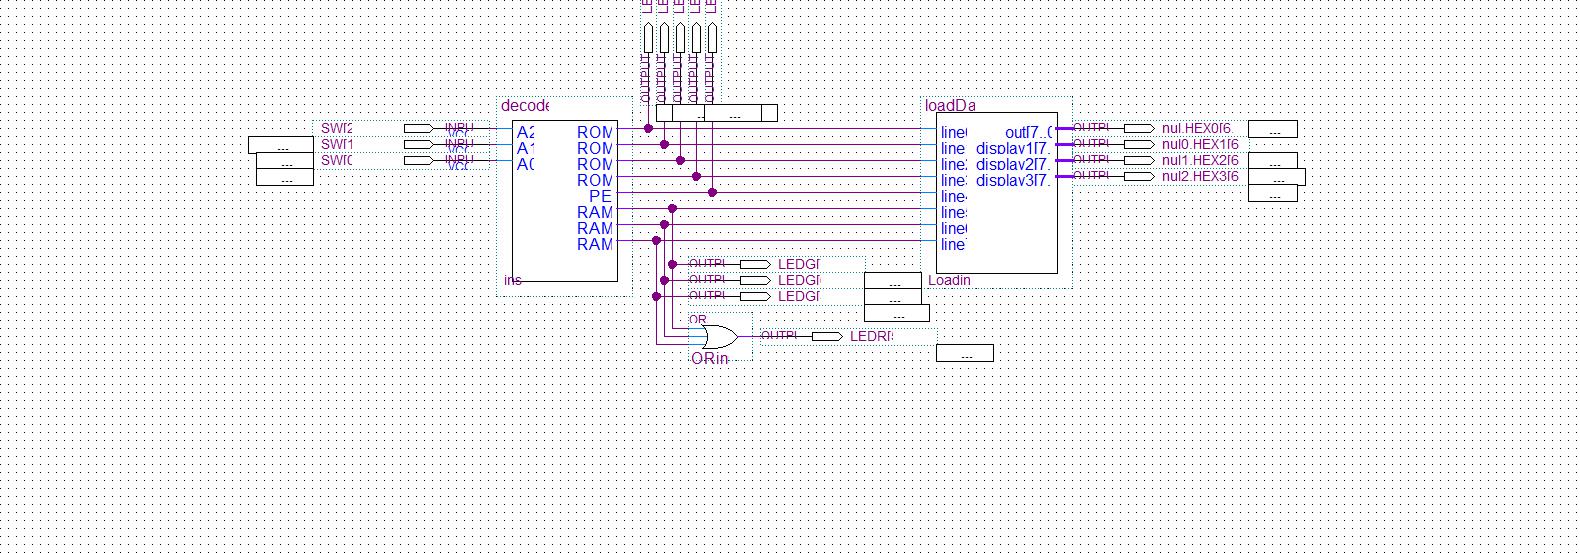 LE LE LE LE LE
OUTPUT OUTPUT OUTPUT OUTPUT OUTPUT
decode
loadDa
SW[2
SW[1
SW[0
INPU
VCC
INPU
VCC
INPU
VCC
A2
A1
A0
ROM
ROM
ROM
ROM
PE
RAM
RAM
RAM
ins
--- 
---
---
---
line
line
line
line
line
line
line
line
out[7..0
display1[7.
display2[7.
display3[7.
Loadin
OUTPU
nul.HEX0[6
---
OUTPU
nul0.HEX1[6
OUTPU
nul1.HEX2[6
---
OUTPU
nul2.HEX3[6
---
---
OUTPU
LEDG[
OUTPU
LEDG[
---
OUTPU
LEDG[
---
---
OR
ORin
OUTPU
LEDR[
---